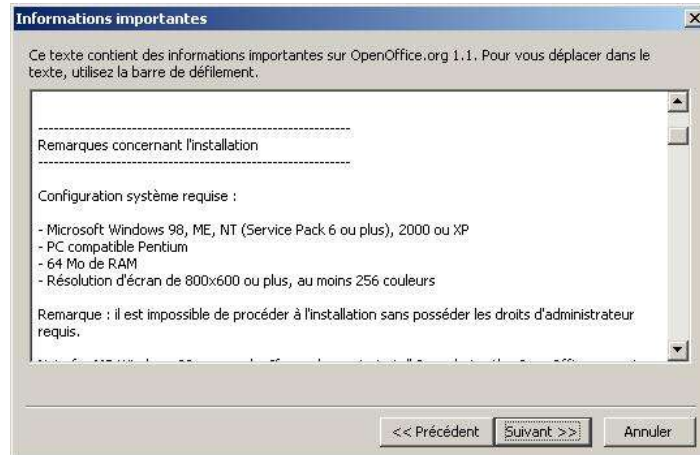 Informations importantes
Ce texte contient des informations importantes sur OpenOffice.org 1.1. Pour vous déplacer dans le
texte, utilisez la barre de défilement.
----------------------------------------------------------------
Remarques concernant l'installation
----------------------------------------------------------------
Configuration système requise :
- Microsoft Windows 98, ME, NT (Service Pack 6 ou plus), 2000 ou XP
- PC compatible Pentium
- 64 Mo de RAM
- Résolution d'écran de 800x600 ou plus, au moins 256 couleurs
Remarque : il est impossible de procéder à l'installation sans posséder les droits d'administrateur
requis.
<< Précédent
Suivant >>
Annuler